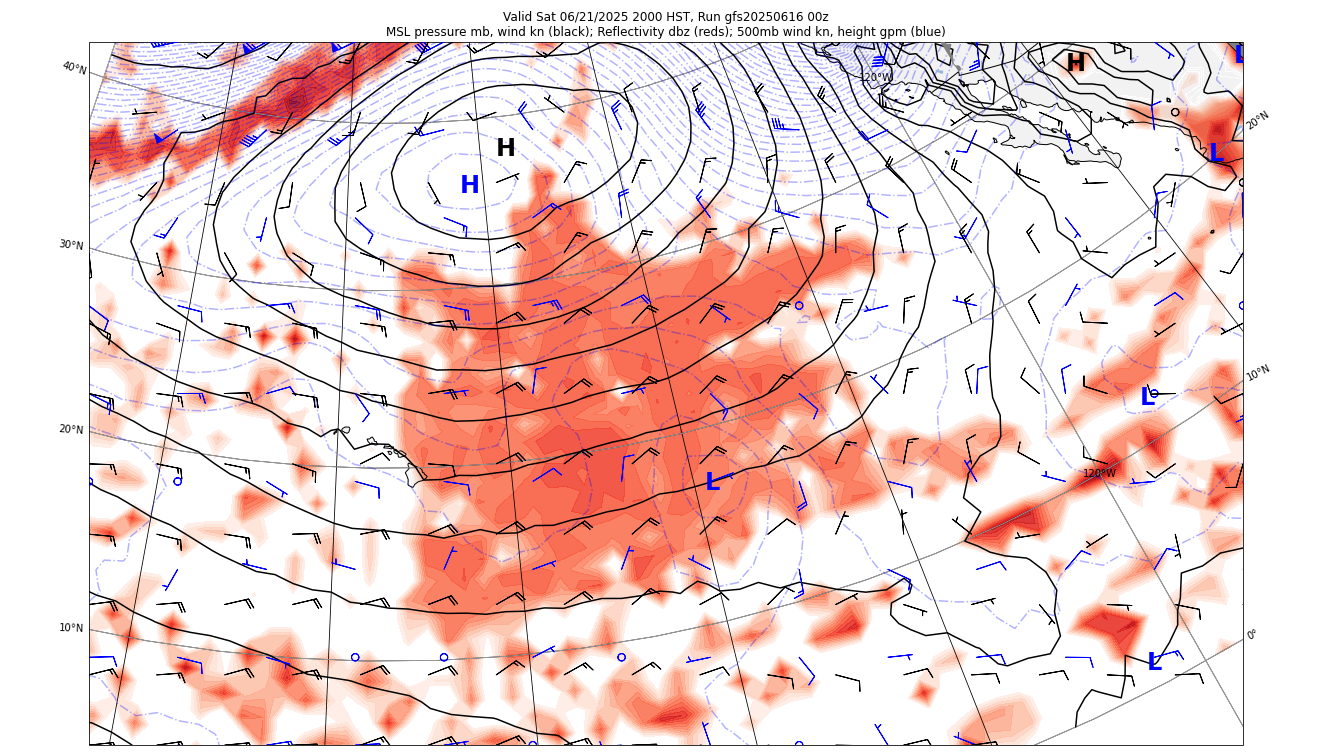 Valid Sat 06/21/2025 2000 HST, Run gfs20250616 00z
MSL pressure mb, wind kn (black); Reflectivity dbz (reds); 500mb wind kn, height gpm (blue)
40°N
120°W
H
L
20°N
H
L
H
30°N
10°N
L
20°N
120°W
L
10°N
0°
L